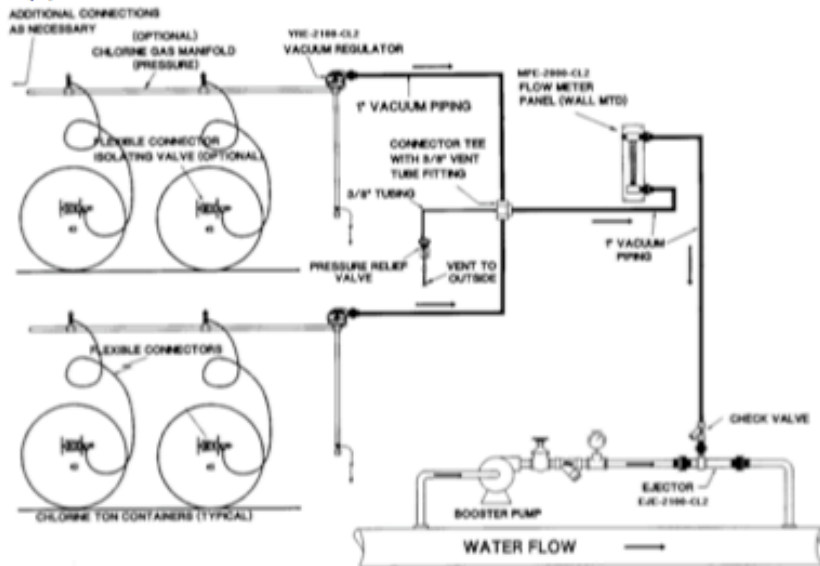 ADDITIONAL CONNECTIONS
AS NECESSARY
(OPTIONAL)
CHLORINE GAS MANIFOLD
(PRESSURE)
VRE-2100-CL2
VACUUM REGULATOR
MPE-2000-CL2
FLOW METER
PANEL (WALL MTD)
1" VACUUM PIPING
FLEXIBLE CONNECTOR
ISOLATING VALVE (OPTIONAL)
CONNECTOR TEE
WITH 3/8" VENT
TUBE FITTING
3/8" TUBING
1" VACUUM
PIPING
PRESSURE RELIEF
VALVE
VENT TO
OUTSIDE
FLEXIBLE CONNECTORS
CHECK VALVE
EJECTOR
EJE-2100-CL2
BOOSTER PUMP
CHLORINE TON CONTAINERS (TYPICAL)
WATER FLOW